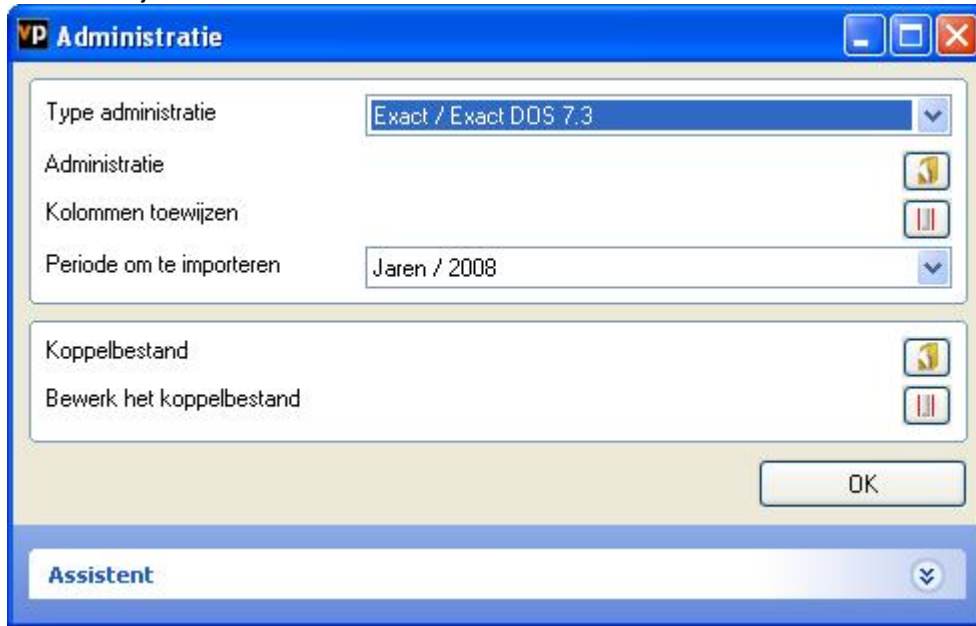 VP Administratie
Type administratie Exact / Exact DOS 7.3
Administratie
Kolommen toewijzen
Periode om te importeren Jaren / 2008
Koppelbestand
Bewerk het koppelbestand
OK
Assistent